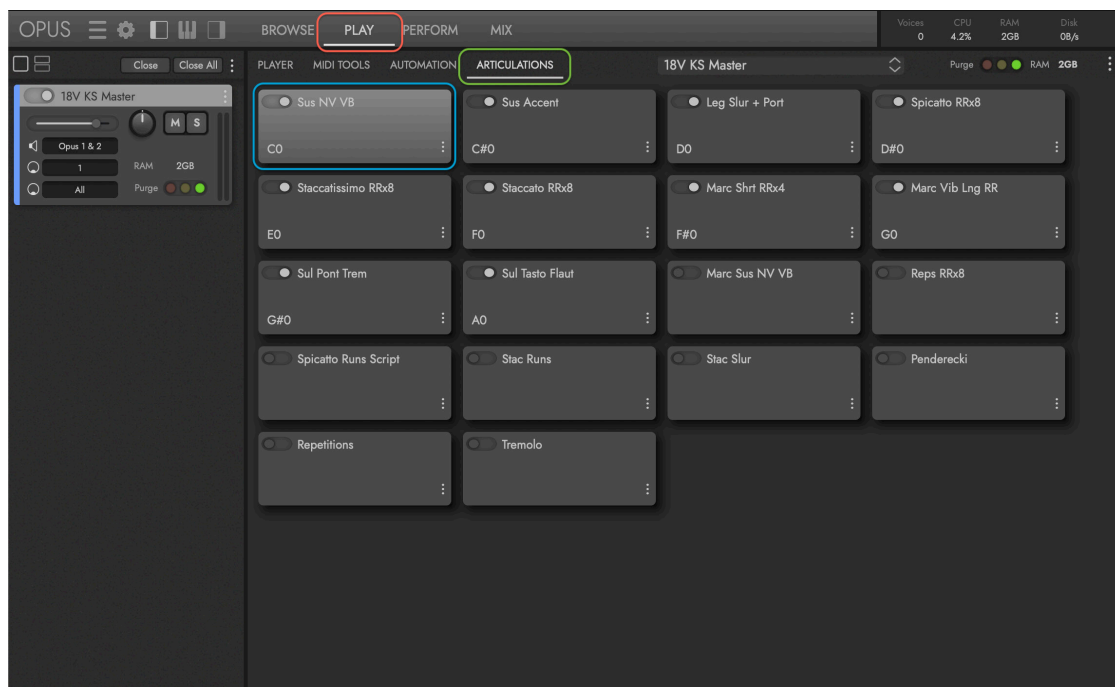 OPUS
BROWSE PLAY PERFORM MIX
Voices CPU RAM Disk
0 4.2% 2GB 0B/s
Close Close All
PLAYER MIDI TOOLS AUTOMATION ARTICULATIONS 18V KS Master Purge RAM 2GB
18V KS Master
M S
Opus 1 & 2
1 RAM 2GB
All Purge
Sus NV VB
C0
Sus Accent
C#0
Leg Slur + Port
D0
Spicatto RRx8
D#0
Staccatissimo RRx8
E0
Staccato RRx8
F0
Marc Shrt RRx4
F#0
Marc Vib Lng RR
G0
Sul Pont Trem
G#0
Sul Tasto Flaut
A0
Marc Sus NV VB
Reps RRx8
Spicatto Runs Script
Stac Runs
Stac Slur
Penderecki
Repetitions
Tremolo